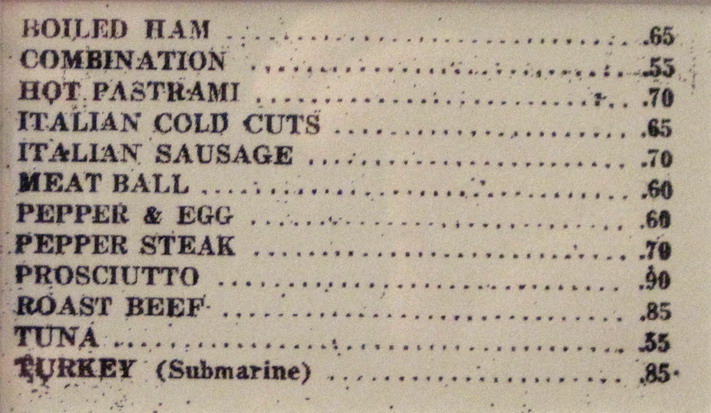 BOILED HAM .65
COMBINATION .55
HOT PASTRAMI .70
ITALIAN COLD CUTS .65
ITALIAN SAUSAGE .70
MEAT BALL .60
PEPPER & EGG .60
PEPPER STEAK .70
PROSCIUTTO .90
ROAST BEEF .85
TUNA .55
TURKEY (Submarine) .85